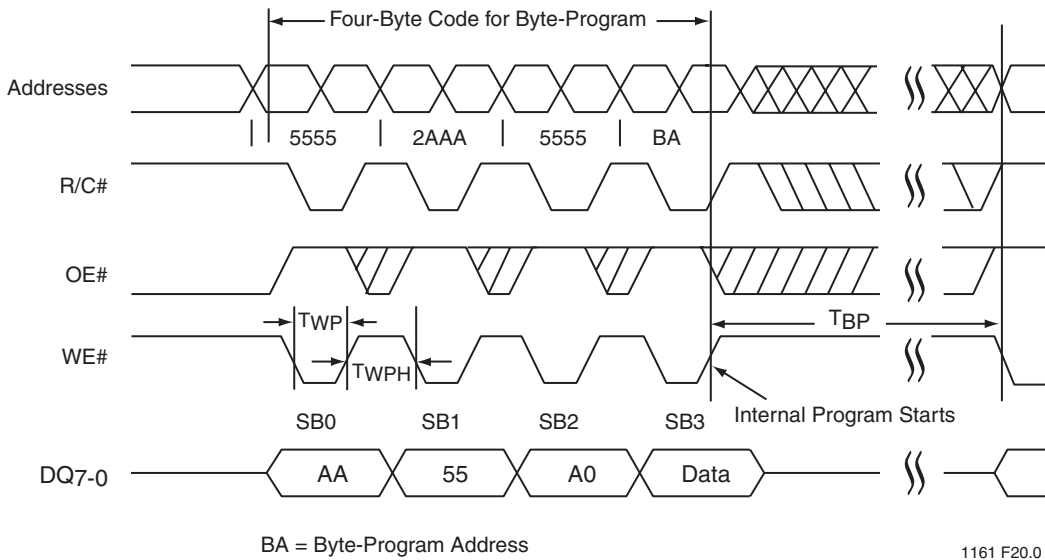 Four-Byte Code for Byte-Program
Addresses
5555 2AAA 5555 BA
R/C#
OE#
TWP
TBP
WE#
TWPH
Internal Program Starts
SB0 SB1 SB2 SB3
DQ7-0 AA 55 A0 Data
BA = Byte-Program Address
1161 F20.0